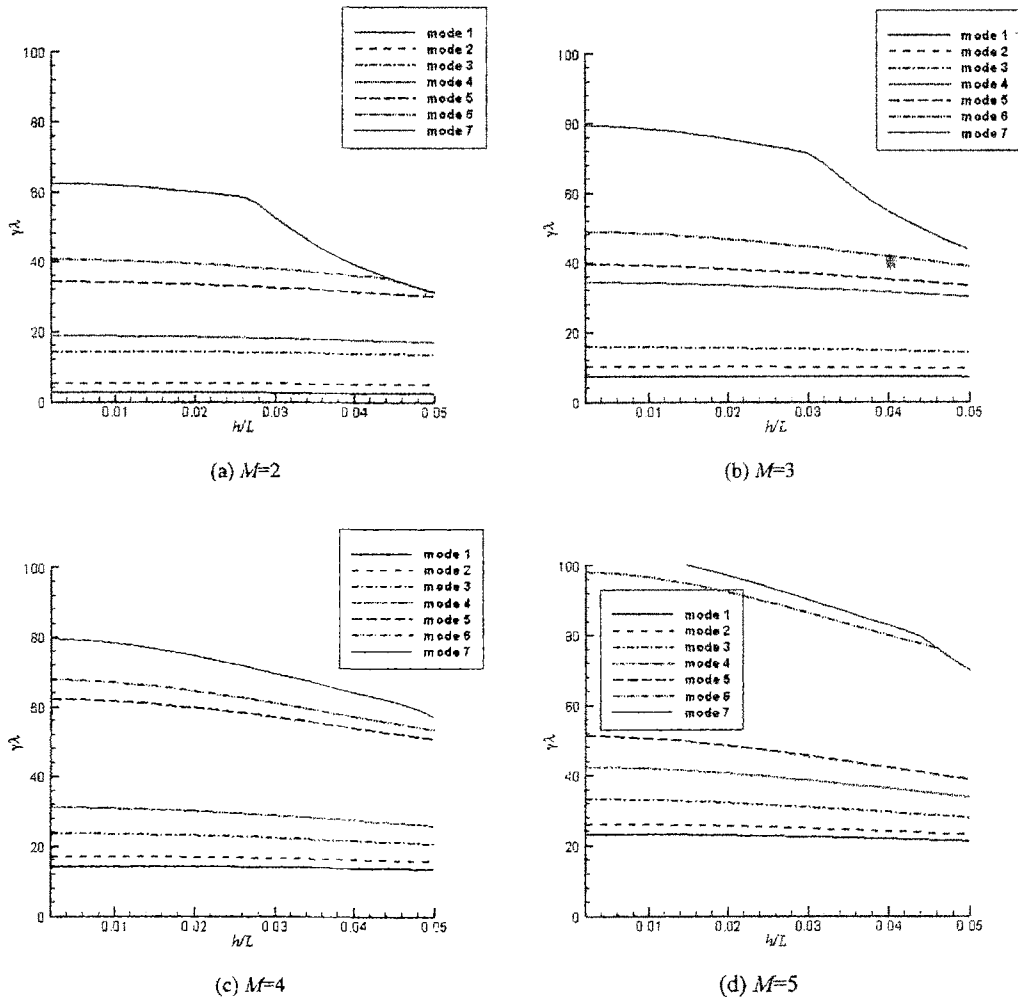 mode 1
mode 2
mode 3
mode 4
mode 5
mode 6
mode 7
100
80
60
40
20
0
γλ
0.01
0.02
0.03
0.04
0.05
h/L
(a) M=2
mode 1
mode 2
mode 3
mode 4
mode 5
mode 6
mode 7
100
80
60
40
20
0
γλ
0.01
0.02
0.03
0.04
0.05
h/L
(b) M=3
mode 1
mode 2
mode 3
mode 4
mode 5
mode 6
mode 7
100
80
60
40
20
0
γλ
0.01
0.02
0.03
0.04
0.05
h/L
(c) M=4
mode 1
mode 2
mode 3
mode 4
mode 5
mode 6
mode 7
100
80
60
40
20
0
γλ
0.01
0.02
0.03
0.04
0.05
h/L
(d) M=5